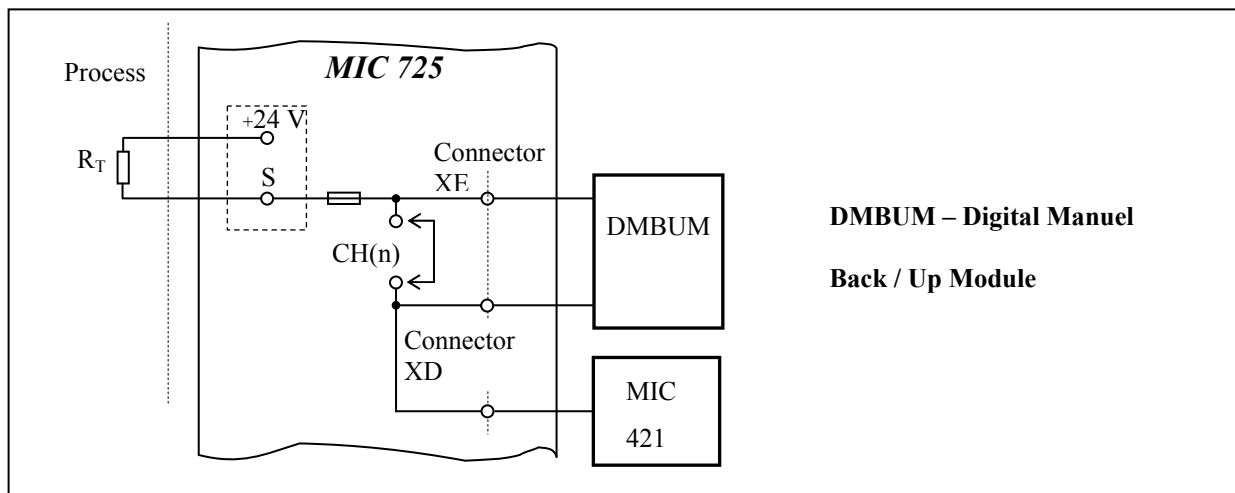 MIC 725
Process
+24 V
R_T
S
Connector
XE
CH(n)
DMBUM
Connector
XD
MIC
421
DMBUM – Digital Manuel
Back / Up Module